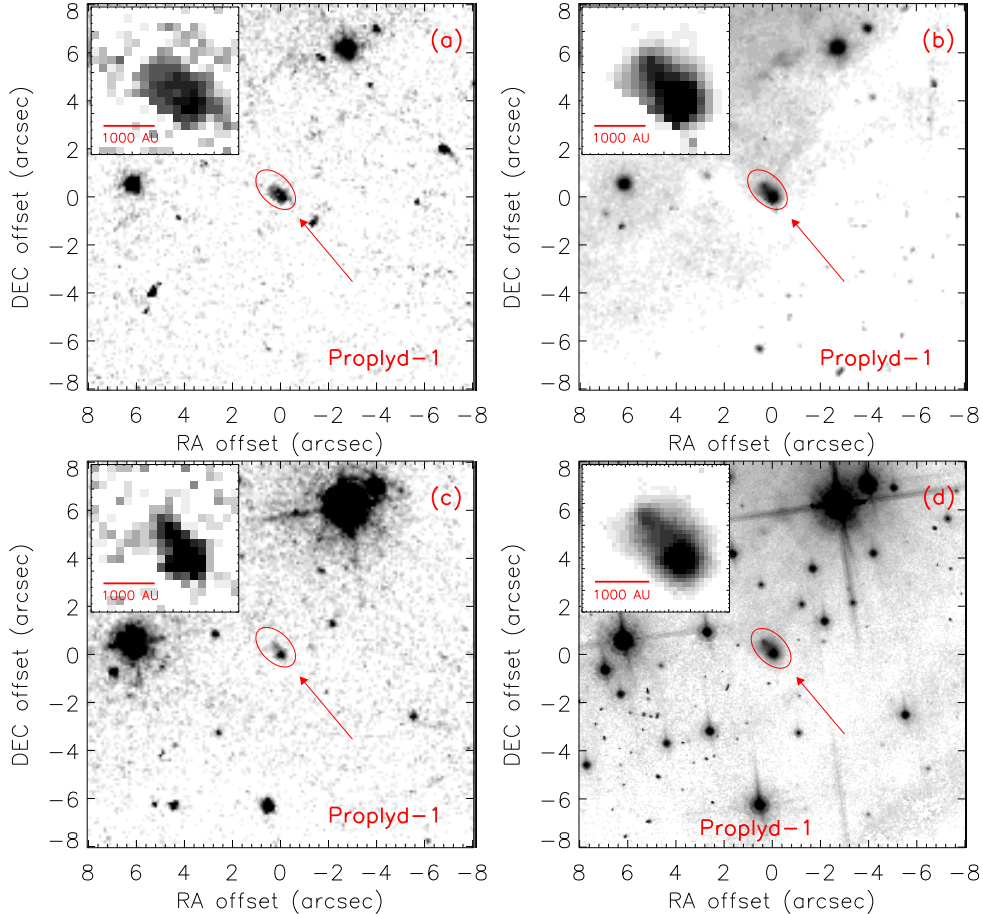 8
6
4
2
0
−2
−4
−6
−8
DEC offset (arcsec)
1000 AU
(a)
Proplyd−1
8 6 4 2 0 −2 −4 −6 −8
RA offset (arcsec)
8
6
4
2
0
−2
−4
−6
−8
DEC offset (arcsec)
1000 AU
(b)
Proplyd−1
8 6 4 2 0 −2 −4 −6 −8
RA offset (arcsec)
8
6
4
2
0
−2
−4
−6
−8
DEC offset (arcsec)
1000 AU
(c)
Proplyd−1
8 6 4 2 0 −2 −4 −6 −8
RA offset (arcsec)
8
6
4
2
0
−2
−4
−6
−8
DEC offset (arcsec)
1000 AU
(d)
Proplyd−1
8 6 4 2 0 −2 −4 −6 −8
RA offset (arcsec)